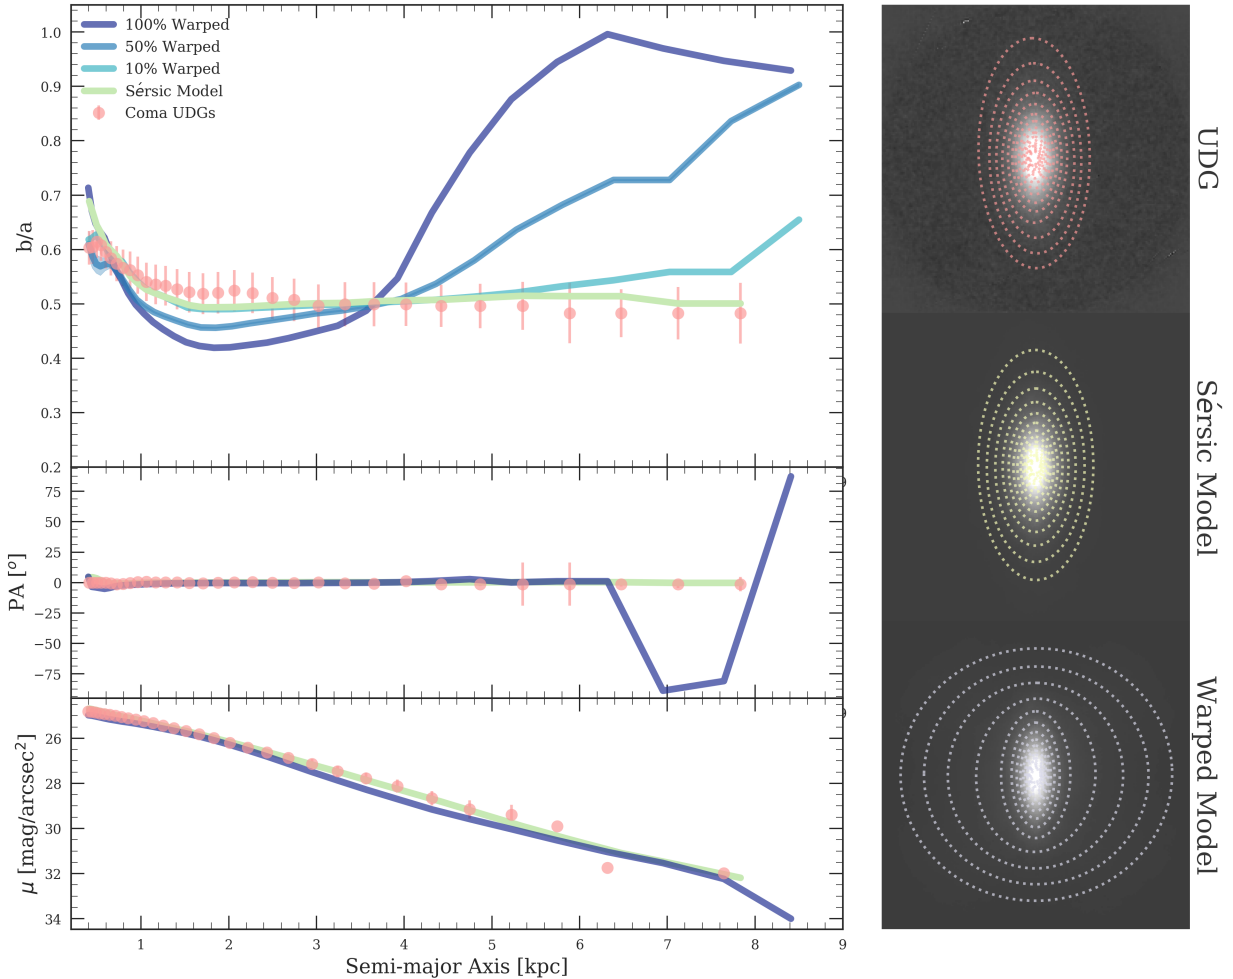 100% Warped
50% Warped
10% Warped
Sérsic Model
Coma UDGs
1.0
0.9
0.8
0.7
0.6
0.5
0.4
0.3
0.2
b/a
75
50
25
0
−25
−50
−75
PA [°]
26
28
30
32
34
μ [mag/arcsec²]
1 2 3 4 5 6 7 8 9
Semi-major Axis [kpc]
UDG
Sérsic Model
Warped Model